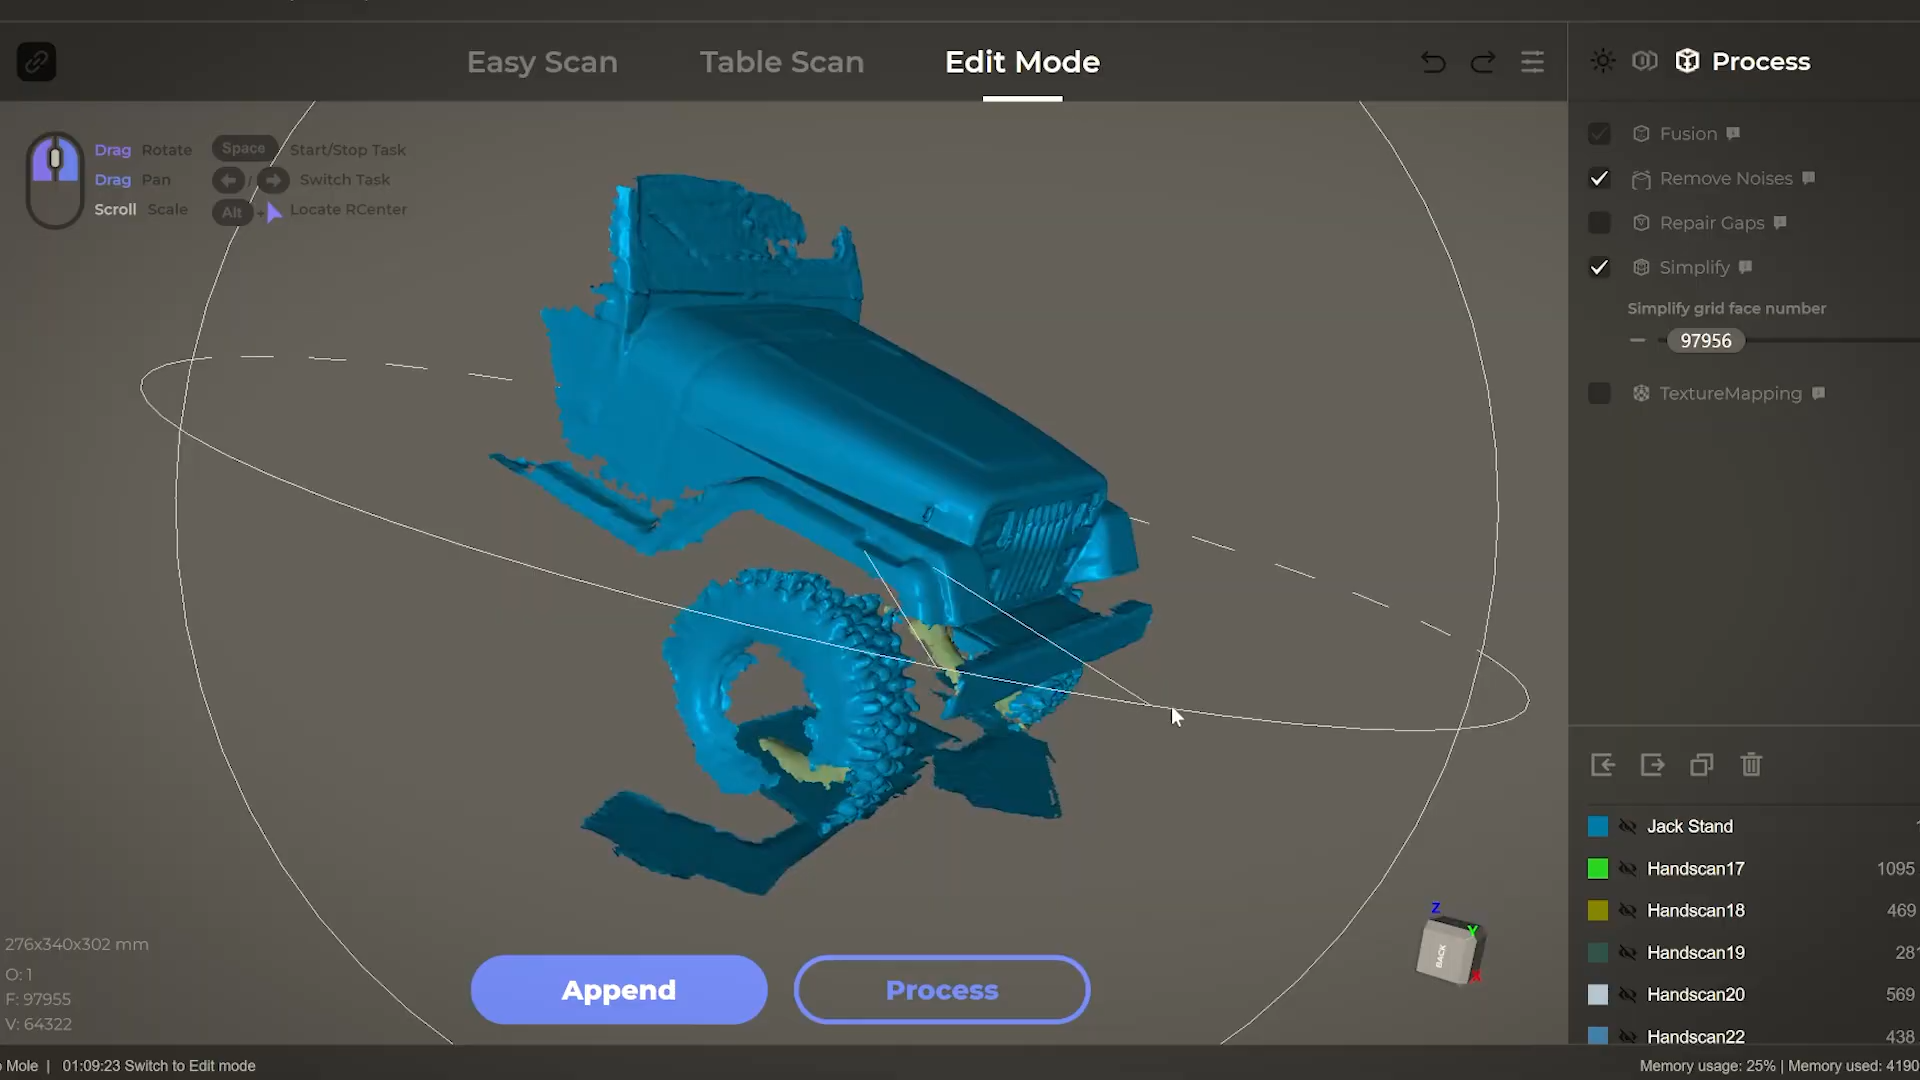 Easy Scan
Table Scan
Edit Mode
Process
Drag Rotate
Space Start/Stop Task
Drag Pan
/ Switch Task
Scroll Scale
Alt + Locate RCenter
Fusion
Remove Noises
Repair Gaps
Simplify
Simplify grid face number
97956
TextureMapping
Jack Stand
Handscan17 1095
Handscan18 469
Handscan19 281
Handscan20 569
Handscan22 438
Z
Y
X
BACK
276x340x302 mm
O: 1
F: 97955
V: 64322
Append
Process
Mole | 01:09:23 Switch to Edit mode
Memory usage: 25% | Memory used: 4190